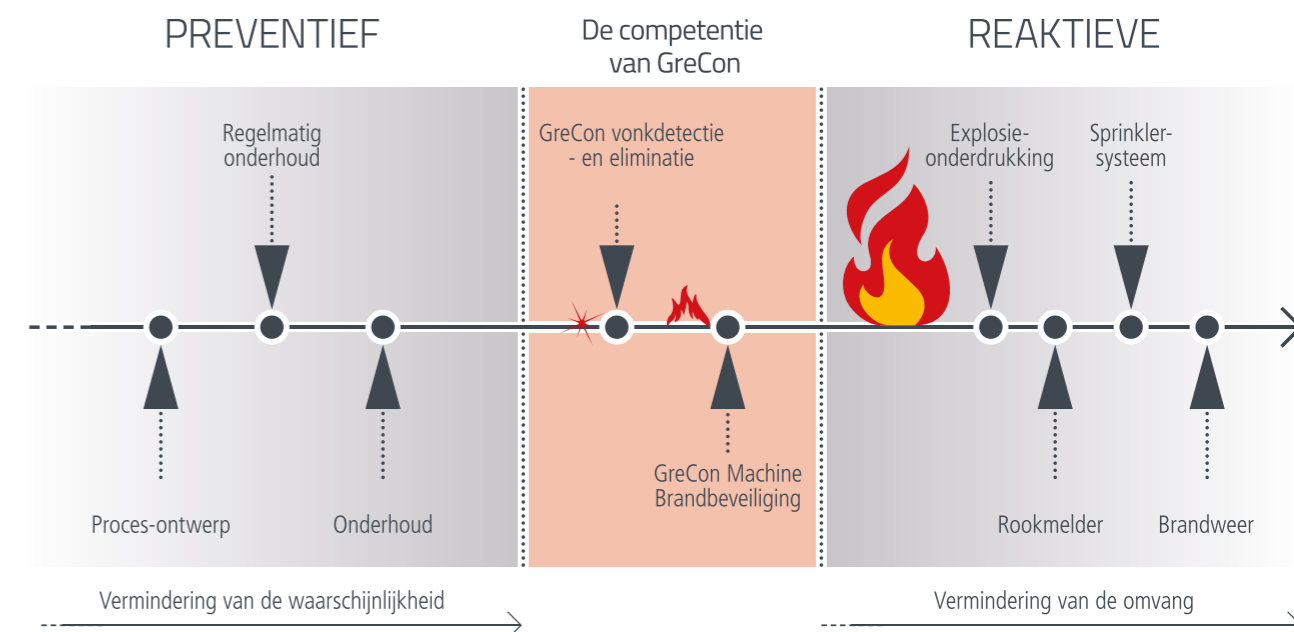 PREVENTIEF
De competentie
van GreCon
REAKTIEVE
Regelmatig
onderhoud
GreCon vonkdetectie
- en eliminatie
Explosie-
onderdrukking
Sprinkler-
systeem
GreCon Machine
Brandbeveiliging
Proces-ontwerp
Onderhoud
Rookmelder
Brandweer
Vermindering van de waarschijnlijkheid
Vermindering van de omvang